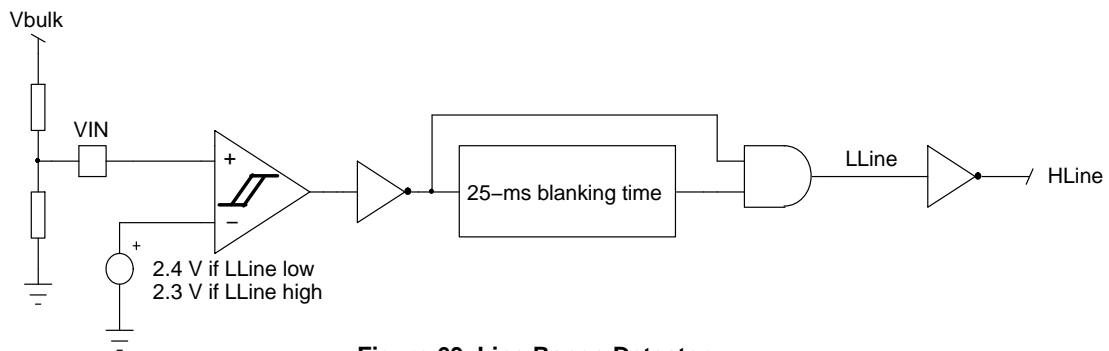 Vbulk
VIN
+
−
25−ms blanking time
LLine
HLine
+
2.4 V if LLine low
2.3 V if LLine high
Figure Line Range Detector